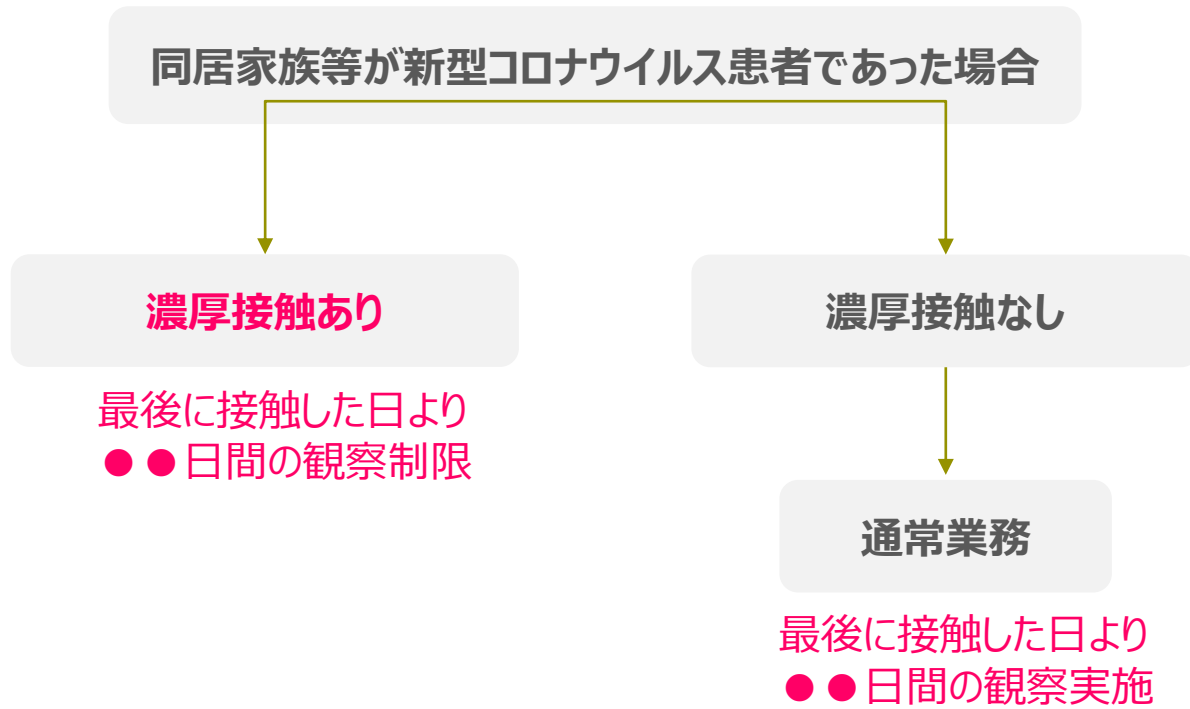 同居家族等が新型コロナウイルス患者であった場合
濃厚接触あり
最後に接触した日より
●●日間の観察制限
濃厚接触なし
通常業務
最後に接触した日より
●●日間の観察実施